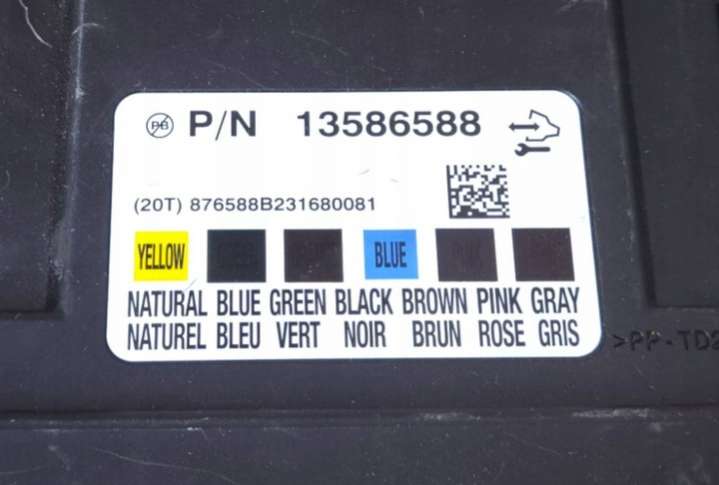 PB P/N 13586588
(20T) 876588B231680081
YELLOW BLUE
NATURAL BLUE GREEN BLACK BROWN PINK GRAY
NATUREL BLEU VERT NOIR BRUN ROSE GRIS
>PP-TD2